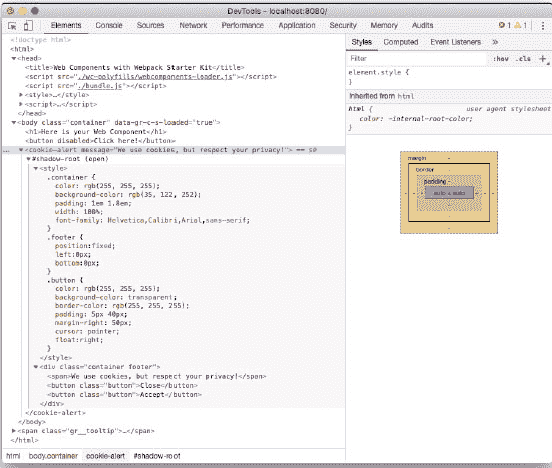 DevTools – localhost:8080/
Elements Console Sources Network Performance Application Security Memory Audits 1 1
<!doctype html>
<html>
<head>
<title>Web Components with Webpack Starter Kit</title>
<script src="./wc-polyfills/webcomponents-loader.js"></script>
<script src="./bundle.js"></script>
<style>…</style>
<script>…</script>
</head>
<body class="container" data-gr-c-s-loaded="true">
<h1>Here is your Web Component</h1>
<button disabled>Click here!</button>
… <cookie-alert message="We use cookies, but respect your privacy!"> == $0
#shadow-root (open)
<style>
.container {
color: rgb(255, 255, 255);
background-color: rgb(35, 122, 252);
padding: 1em 1.8em;
width: 100%;
font-family: Helvetica,Calibri,Arial,sans-serif;
}
.footer {
position:fixed;
left:0px;
bottom:0px;
}
.button {
color: rgb(255, 255, 255);
background-color: transparent;
border-color: rgb(255, 255, 255);
padding: 5px 40px;
margin-right: 50px;
cursor: pointer;
float:right;
}
</style>
<div class="container footer">
<span>We use cookies, but respect your privacy!</span>
<button class="button">Close</button>
<button class="button">Accept</button>
</div>
</cookie-alert>
</body>
<span class="gr__tooltip">…</span>
</html>
html body.container cookie-alert #shadow-root
Styles Computed Event Listeners »
Filter :hov .cls +
element.style {
}
Inherited from html
html { user agent stylesheet
color: -internal-root-color;
}
margin -
border -
padding -
- - - auto × auto - - -
-
-
-